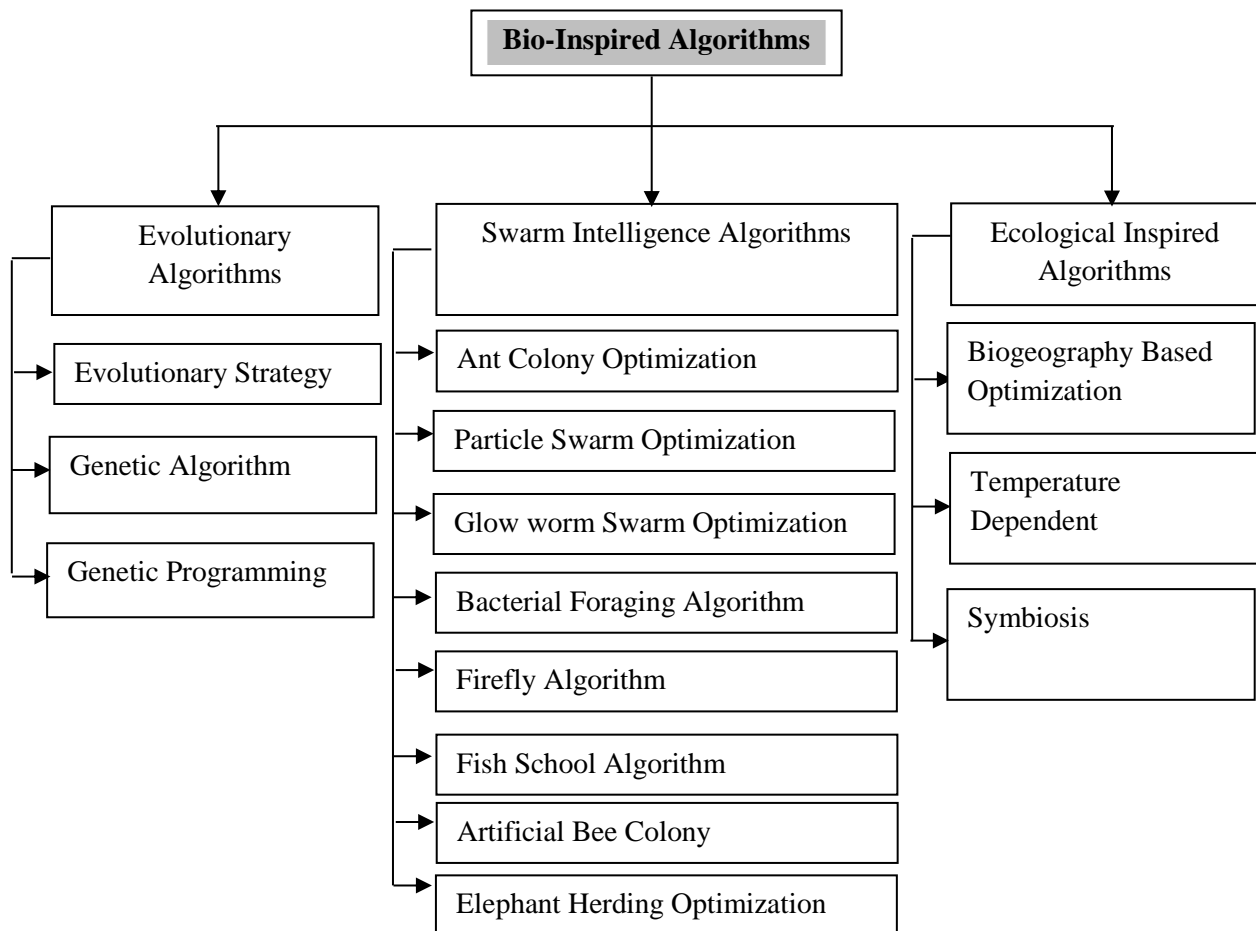 Bio-Inspired Algorithms
Evolutionary
Algorithms
Evolutionary Strategy
Genetic Algorithm
Genetic Programming
Swarm Intelligence Algorithms
Ant Colony Optimization
Particle Swarm Optimization
Glow worm Swarm Optimization
Bacterial Foraging Algorithm
Firefly Algorithm
Fish School Algorithm
Artificial Bee Colony
Elephant Herding Optimization
Ecological Inspired
Algorithms
Biogeography Based
Optimization
Temperature
Dependent
Symbiosis